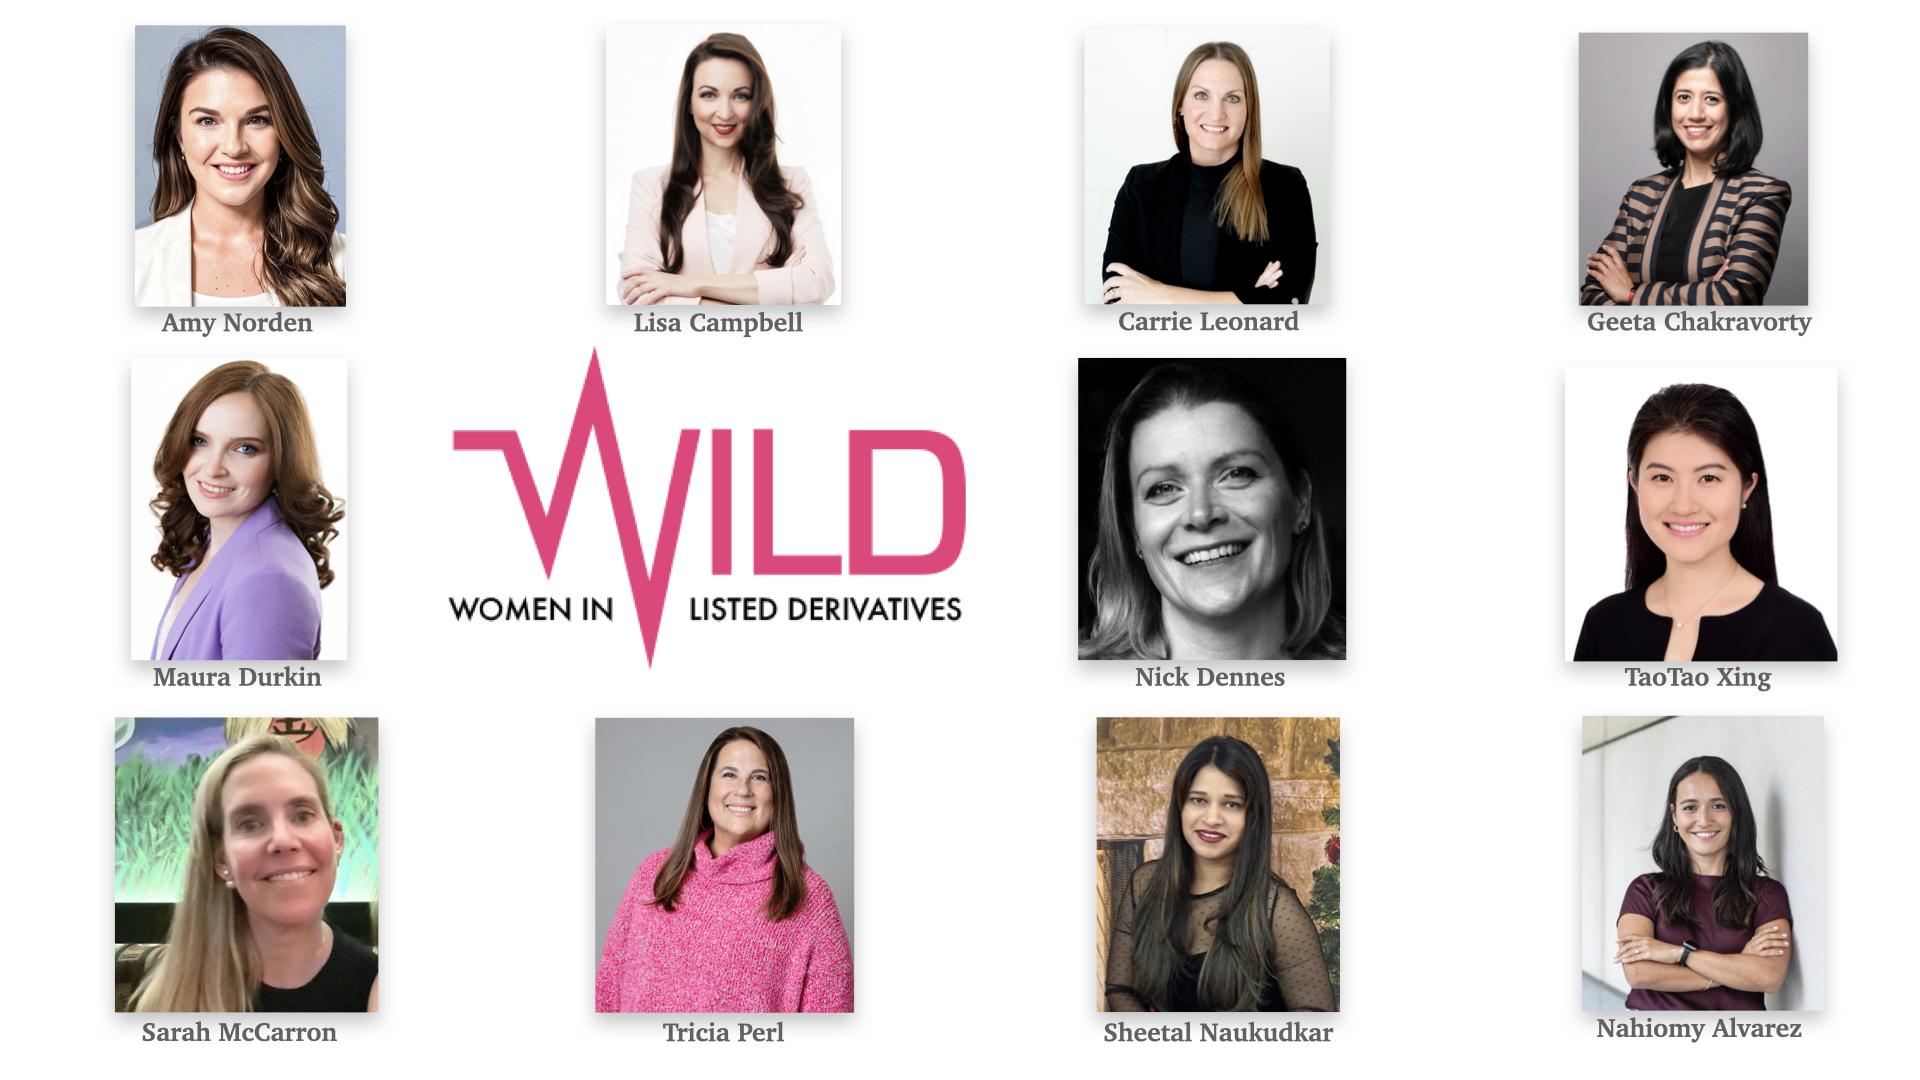 Amy Norden
Lisa Campbell
Carrie Leonard
Geeta Chakravorty
WILD
WOMEN IN LISTED DERIVATIVES
Maura Durkin
Nick Dennes
TaoTao Xing
Sarah McCarron
Tricia Perl
Sheetal Naukudkar
Nahiomy Alvarez